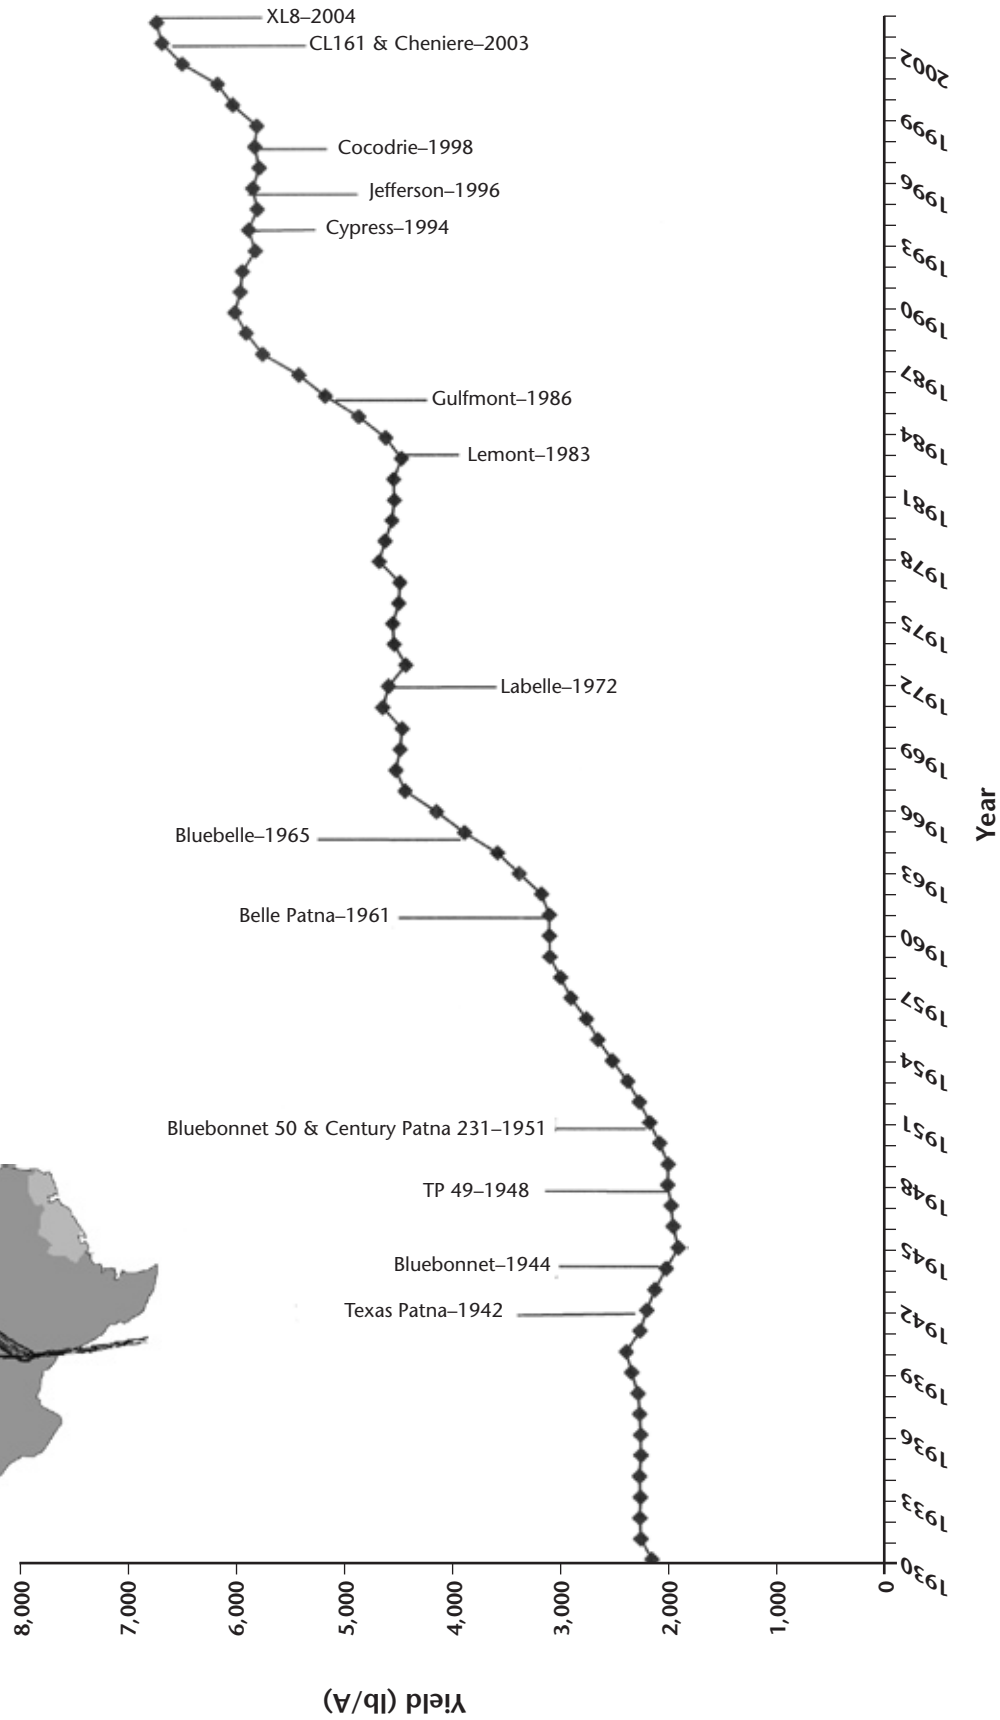 XL8–2004
CL161 & Cheniere–2003
Cocodrie–1998
Jefferson–1996
Cypress–1994
Gulfmont–1986
Lemont–1983
Labelle–1972
Bluebelle–1965
Belle Patna–1961
Bluebonnet 50 & Century Patna 231–1951
TP 49–1948
Bluebonnet–1944
Texas Patna–1942
2002
1999
1996
1993
1990
1987
1984
1981
1978
1975
1972
1969
1966
1963
1960
1957
1954
1951
1948
1945
1942
1939
1936
1933
1930
Year
8,000
7,000
6,000
5,000
4,000
3,000
2,000
1,000
0
Yield (lb/A)